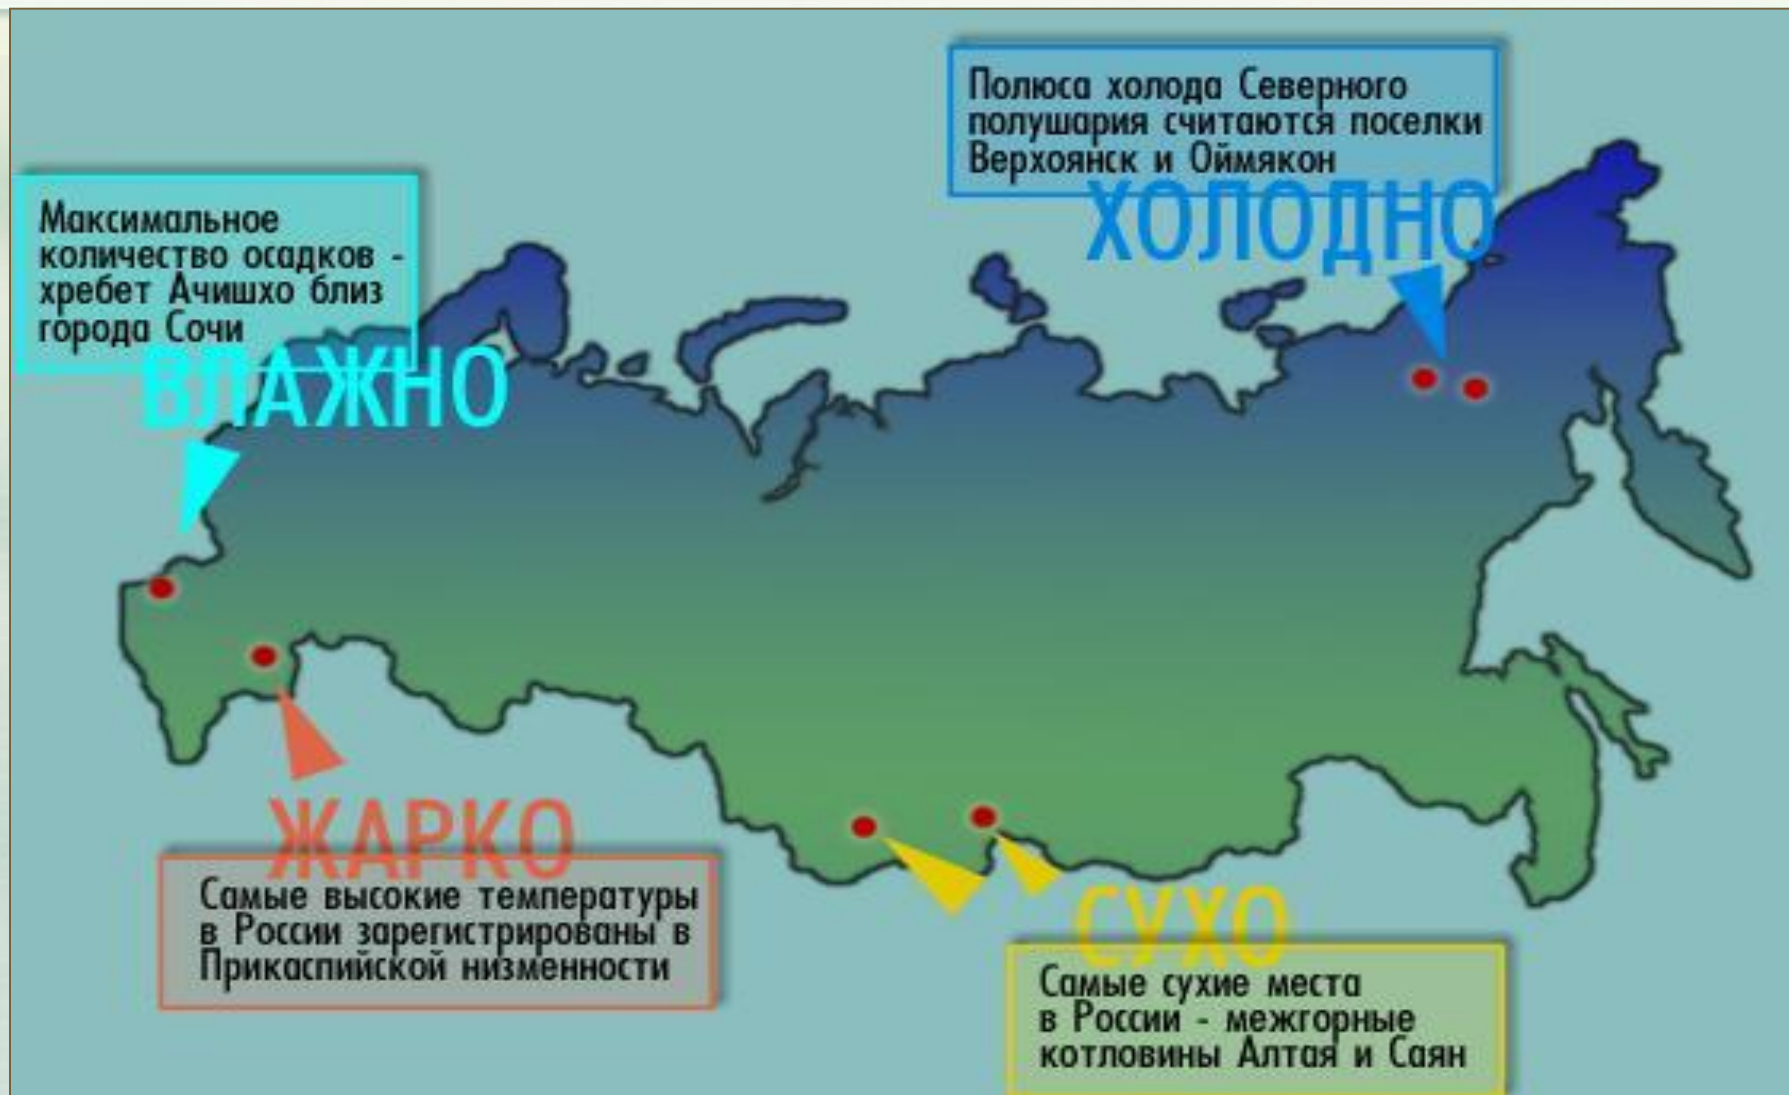 Полюса холода Северного
полушария считаются поселки
Верхоянск и Оймякон
ХОЛОДНО
Максимальное
количество осадков -
хребет Ачишхо близ
города Сочи
ВЛАЖНО
ЖАРКО
Самые высокие температуры
в России зарегистрированы в
Прикаспийской низменности
СУХО
Самые сухие места
в России - межгорные
котловины Алтая и Саян